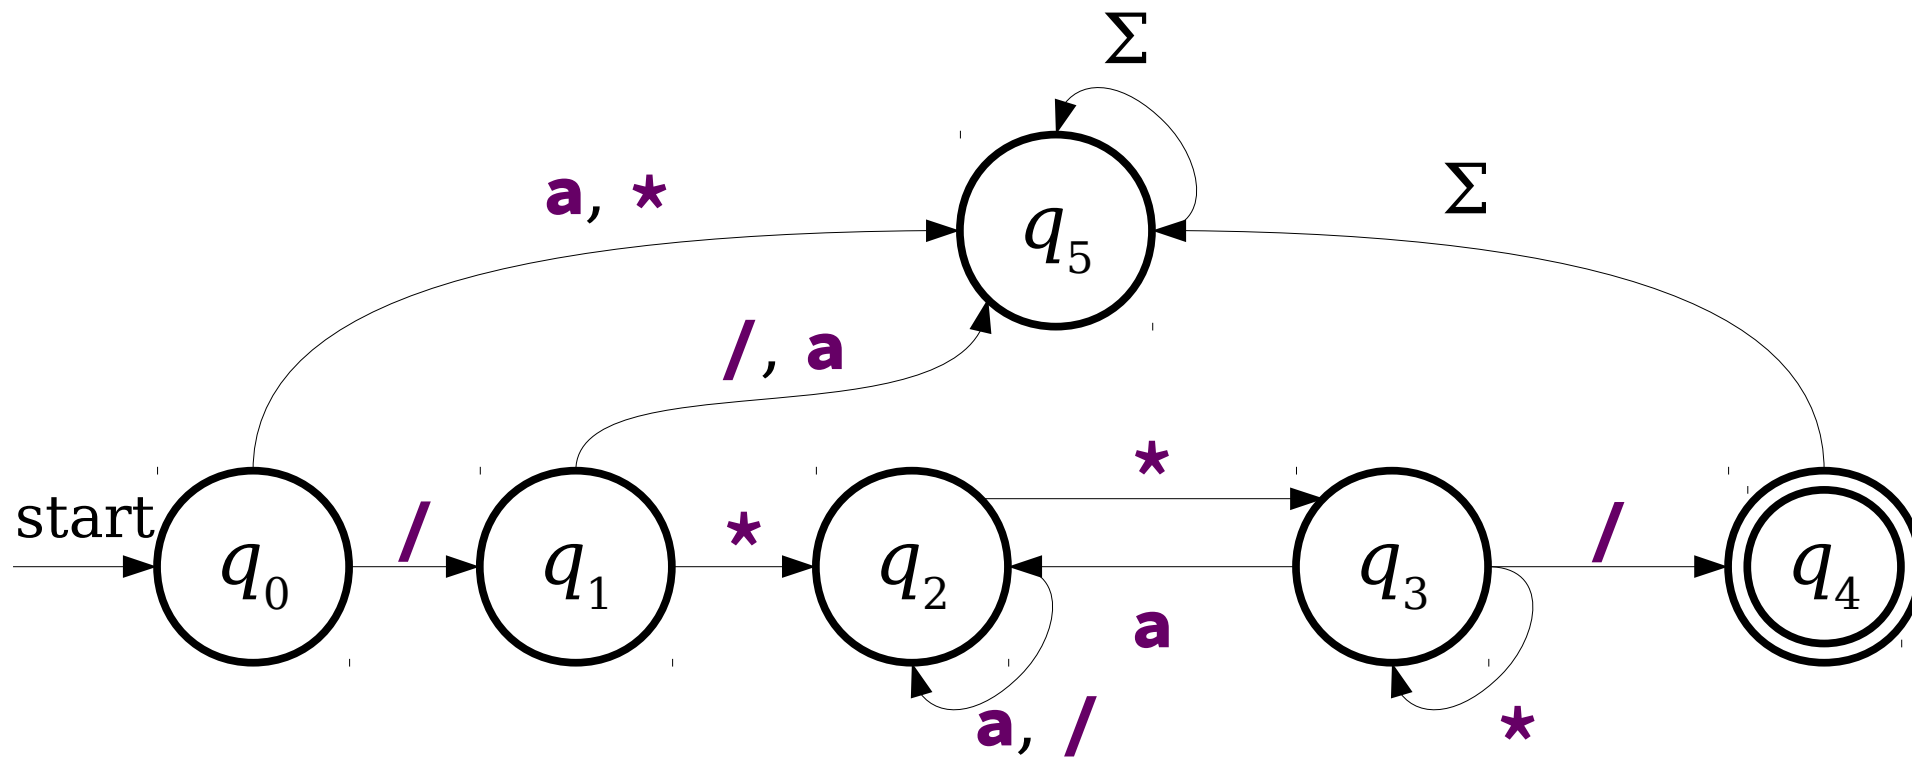 Σ
Σ
a, *
q5
/, a
*
start
/
*
/
q0
q1
q2
q3
q4
a
a, /
*